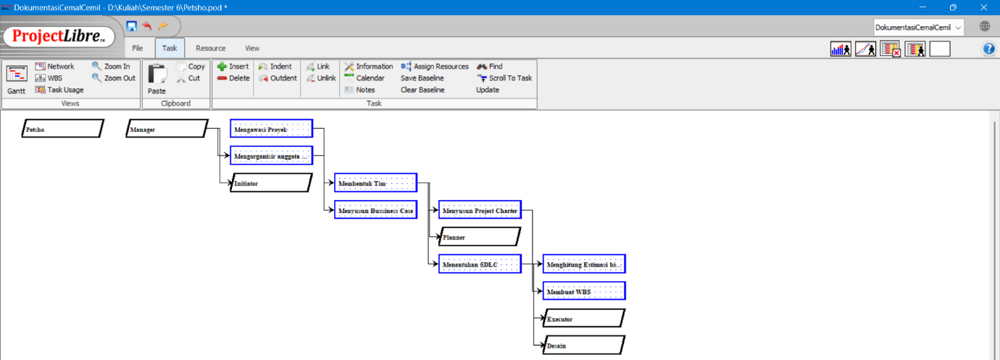 DokumentasiCemalCemil - D:\Kuliah\Semester 6\Petsho.pod *
ProjectLibre™
DokumentasiCemalCemil
File Task Resource View
Network Zoom In Copy Insert Indent Link Information Assign Resources Find
WBS Zoom Out Cut Delete Outdent Unlink Calendar Save Baseline Scroll To Task
Gantt Task Usage Paste Notes Clear Baseline Update
Views Clipboard Task
Petsho Manager Mengawasi Proyek
Mengorganisir anggota ...
Initiator Membentuk Tim
Menyusun Bussiness Case Menyusun Project Charter
Planner
Menentukan SDLC Menghitung Estimasi bi...
Membuat WBS
Executor
Desain